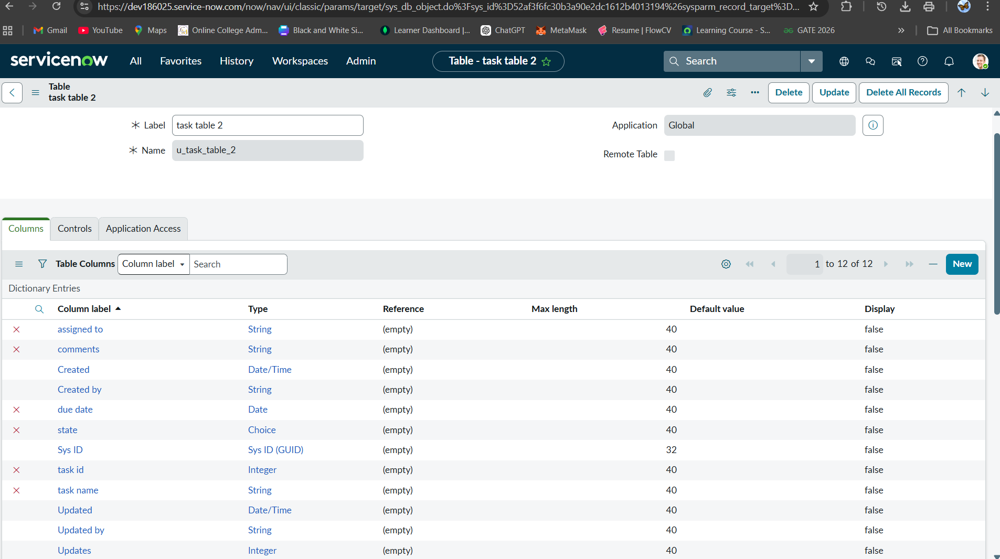 https://dev186025.service-now.com/now/nav/ui/classic/params/target/sys_db_object.do%3Fsys_id%3D52af3f6fc30b3a90e2dc1612b4013194%26sysparm_record_target%3D...
Gmail YouTube Maps Online College Adm... Black and White Si... Learner Dashboard |... ChatGPT MetaMask Resume | FlowCV Learning Course - S... GATE 2026 » All Bookmarks
servicenow All Favorites History Workspaces Admin Table - task table 2 Search
Table
task table 2
Delete Update Delete All Records
Label task table 2 Application Global
Name u_task_table_2 Remote Table
Columns Controls Application Access
Table Columns Column label Search 1 to 12 of 12 New
Dictionary Entries
Column label Type Reference Max length Default value Display
assigned to String (empty) 40 false
comments String (empty) 40 false
Created Date/Time (empty) 40 false
Created by String (empty) 40 false
due date Date (empty) 40 false
state Choice (empty) 40 false
Sys ID Sys ID (GUID) (empty) 32 false
task id Integer (empty) 40 false
task name String (empty) 40 false
Updated Date/Time (empty) 40 false
Updated by String (empty) 40 false
Updates Integer (empty) 40 false